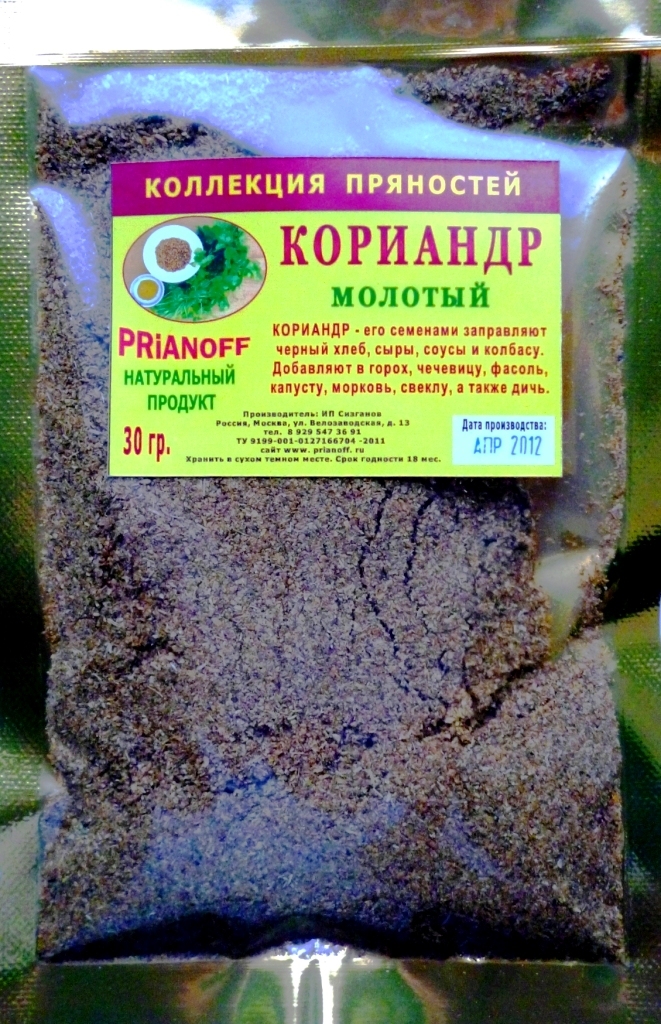 КОЛЛЕКЦИЯ ПРЯНОСТЕЙ
КОРИАНДР
МОЛОТЫЙ
КОРИАНДР - его семенами заправляют
черный хлеб, сыры, соусы и колбасу.
Добавляют в горох, чечевицу, фасоль,
капусту, морковь, свеклу, а также дичь.
PRiANOFF
НАТУРАЛЬНЫЙ
ПРОДУКТ
30 гр.
Производитель: ИП Сизганов
Россия, Москва, ул. Велозаводская, д. 13
тел. 8 929 547 36 91
ТУ 9199-001-0127166704 -2011
сайт www. prianoff. ru
Хранить в сухом темном месте. Срок годности 18 мес.
Дата производства:
АПР 2012